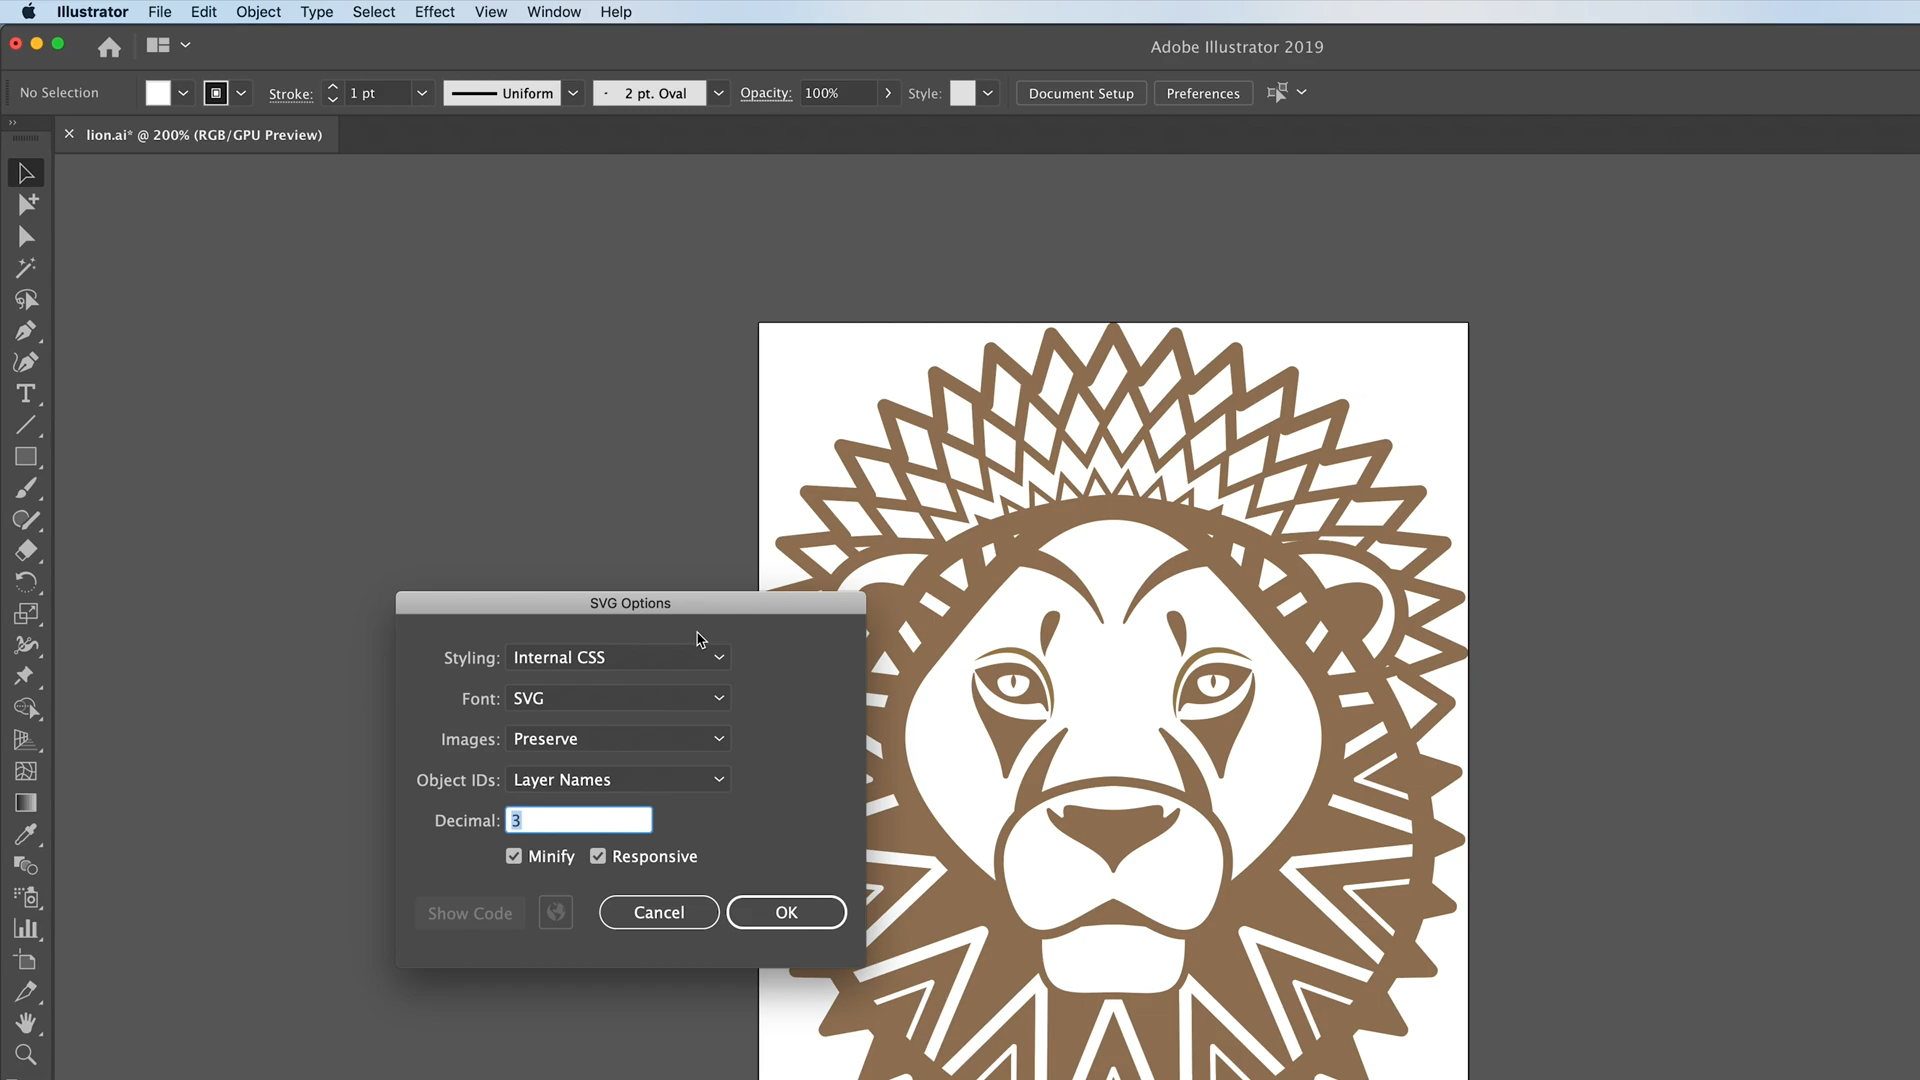 Illustrator File Edit Object Type Select Effect View Window Help
Adobe Illustrator 2019
No Selection Stroke: 1 pt Uniform 2 pt. Oval Opacity: 100% Style: Document Setup Preferences
lion.ai* @ 200% (RGB/GPU Preview)
SVG Options
Styling: Internal CSS
Font: SVG
Images: Preserve
Object IDs: Layer Names
Decimal: 3
Minify Responsive
Show Code Cancel OK